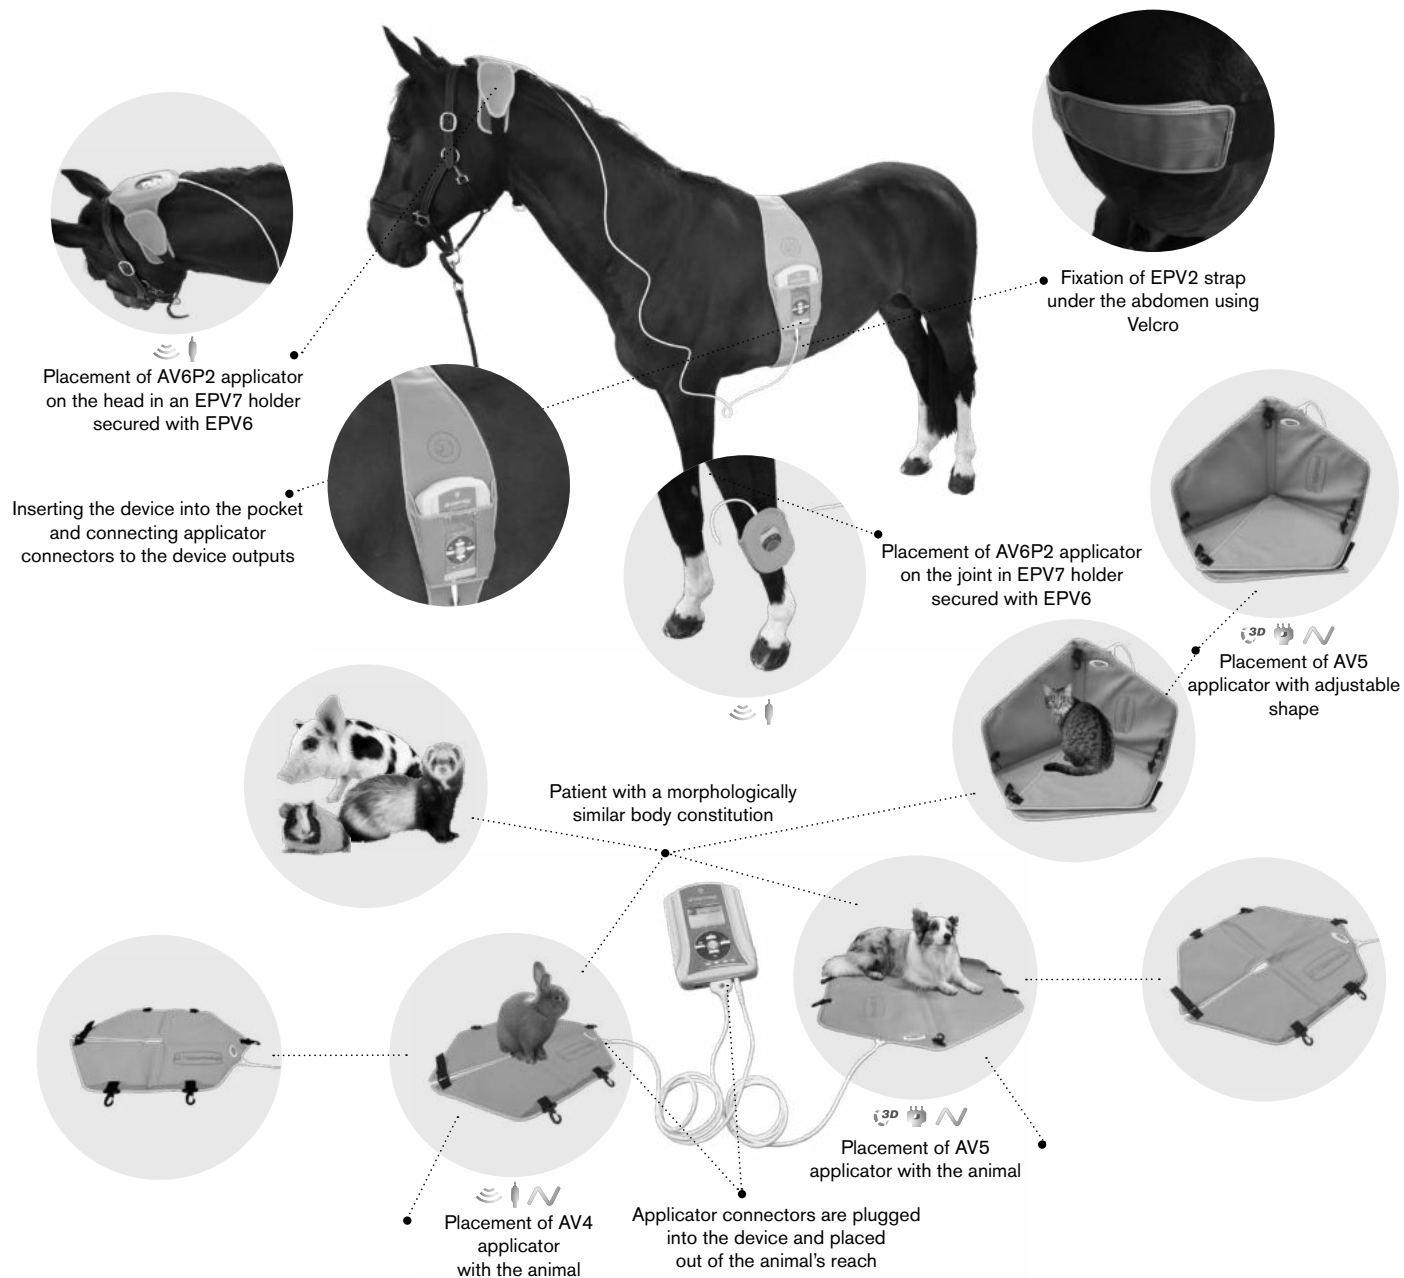 Fixation of EPV2 strap
under the abdomen using
Velcro
Placement of AV6P2 applicator
on the head in an EPV7 holder
secured with EPV6
Inserting the device into the pocket
and connecting applicator
connectors to the device outputs
Placement of AV6P2 applicator
on the joint in EPV7 holder
secured with EPV6
3D
Placement of AV5
applicator with adjustable
shape
Patient with a morphologically
similar body constitution
3D
Placement of AV5
applicator with the animal
Placement of AV4
applicator
with the animal
Applicator connectors are plugged
into the device and placed
out of the animal's reach